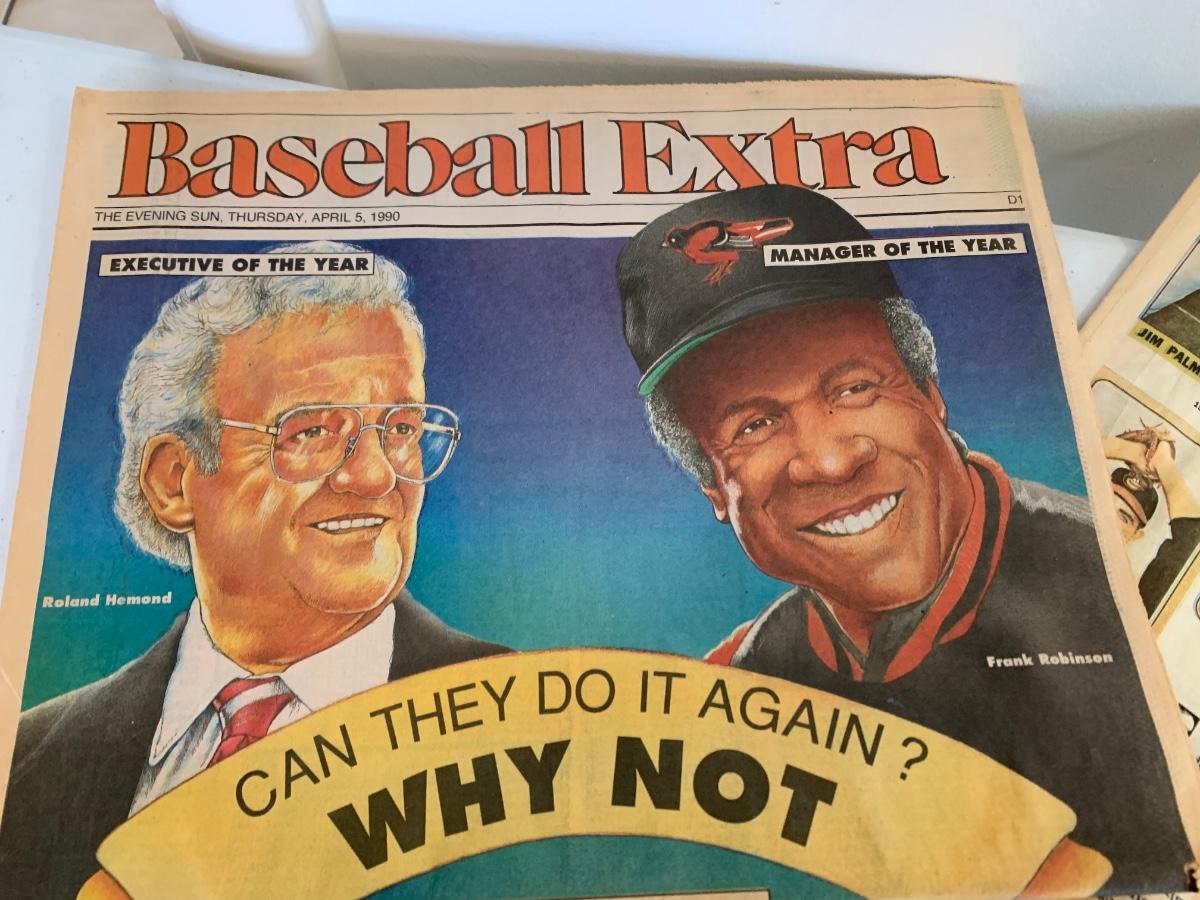 Baseball Extra
THE EVENING SUN, THURSDAY, APRIL 5, 1990
D1
EXECUTIVE OF THE YEAR
MANAGER OF THE YEAR
Roland Hemond
Frank Robinson
CAN THEY DO IT AGAIN?
WHY NOT
JIM PALM